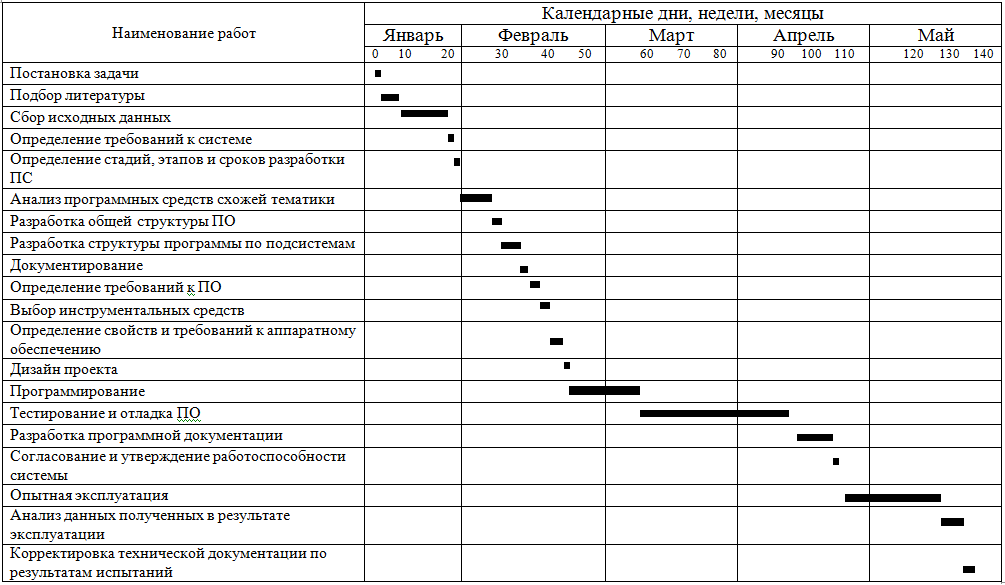 Наименование работ
Календарные дни, недели, месяцы
Январь Февраль Март Апрель Май
0 10 20 30 40 50 60 70 80 90 100 110 120 130 140
Постановка задачи
Подбор литературы
Сбор исходных данных
Определение требований к системе
Определение стадий, этапов и сроков разработки
ПС
Анализ программных средств схожей тематики
Разработка общей структуры ПО
Разработка структуры программы по подсистемам
Документирование
Определение требований к ПО
Выбор инструментальных средств
Определение свойств и требований к аппаратному
обеспечению
Дизайн проекта
Программирование
Тестирование и отладка ПО
Разработка программной документации
Согласование и утверждение работоспособности
системы
Опытная эксплуатация
Анализ данных полученных в результате
эксплуатации
Корректировка технической документации по
результатам испытаний